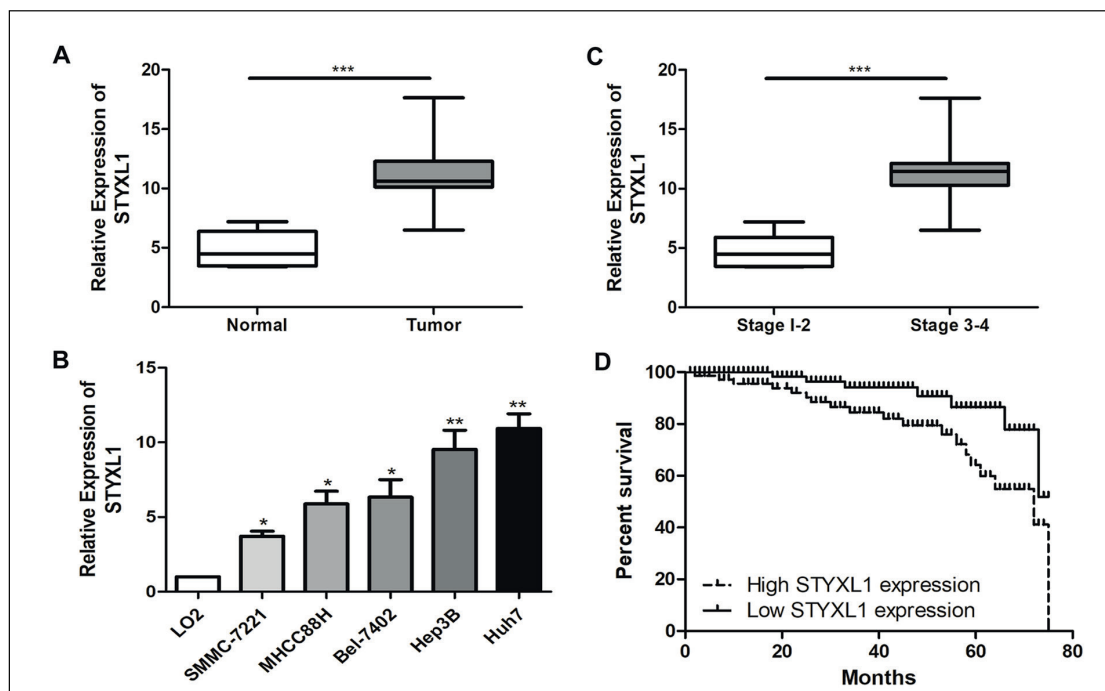 A
Relative Expression of
STYXL1
20
15
10
5
0
***
Normal
Tumor
C
Relative Expression of
STYXL1
20
15
10
5
0
***
Stage I-2
Stage 3-4
B
Relative Expression of
STYXL1
15
10
5
0
*
*
*
**
**
LO2
SMMC-7221
MHCC88H
Bel-7402
Hep3B
Huh7
D
Percent survival
100
80
60
40
20
0
High STYXL1 expression
Low STYXL1 expression
0
20
40
60
80
Months